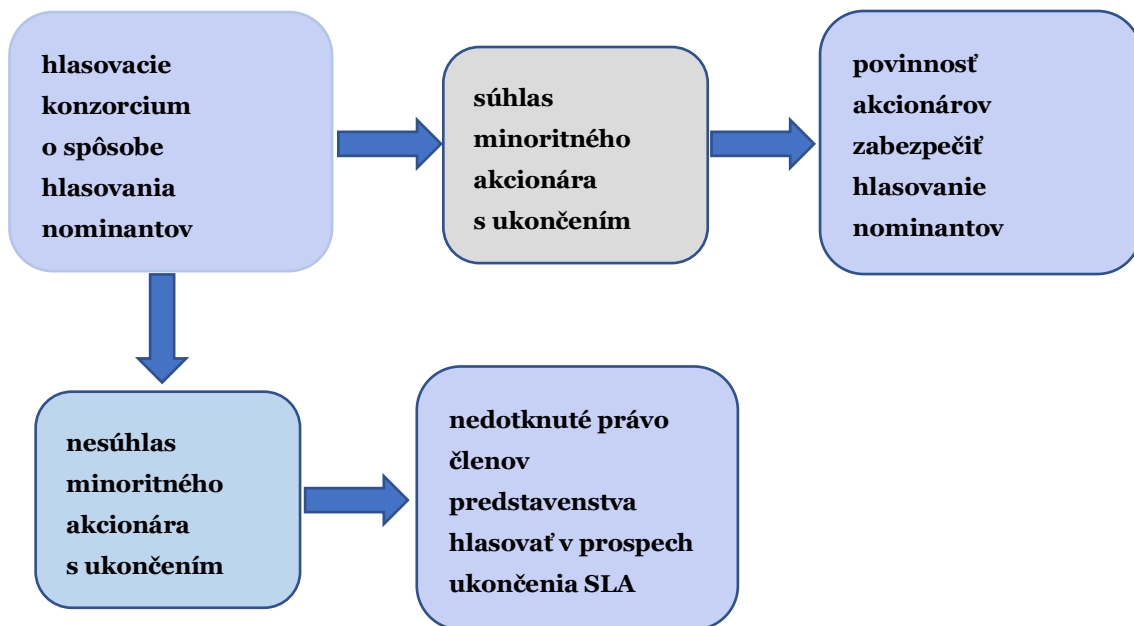 hlasovacie
konzorcium
o spôsobe
hlasovania
nominantov
súhlas
minoritného
akcionára
s ukončením
povinnosť
akcionárov
zabezpečiť
hlasovanie
nominantov
nesúhlas
minoritného
akcionára
s ukončením
nedotknuté právo
členov
predstavenstva
hlasovať v prospech
ukončenia SLA